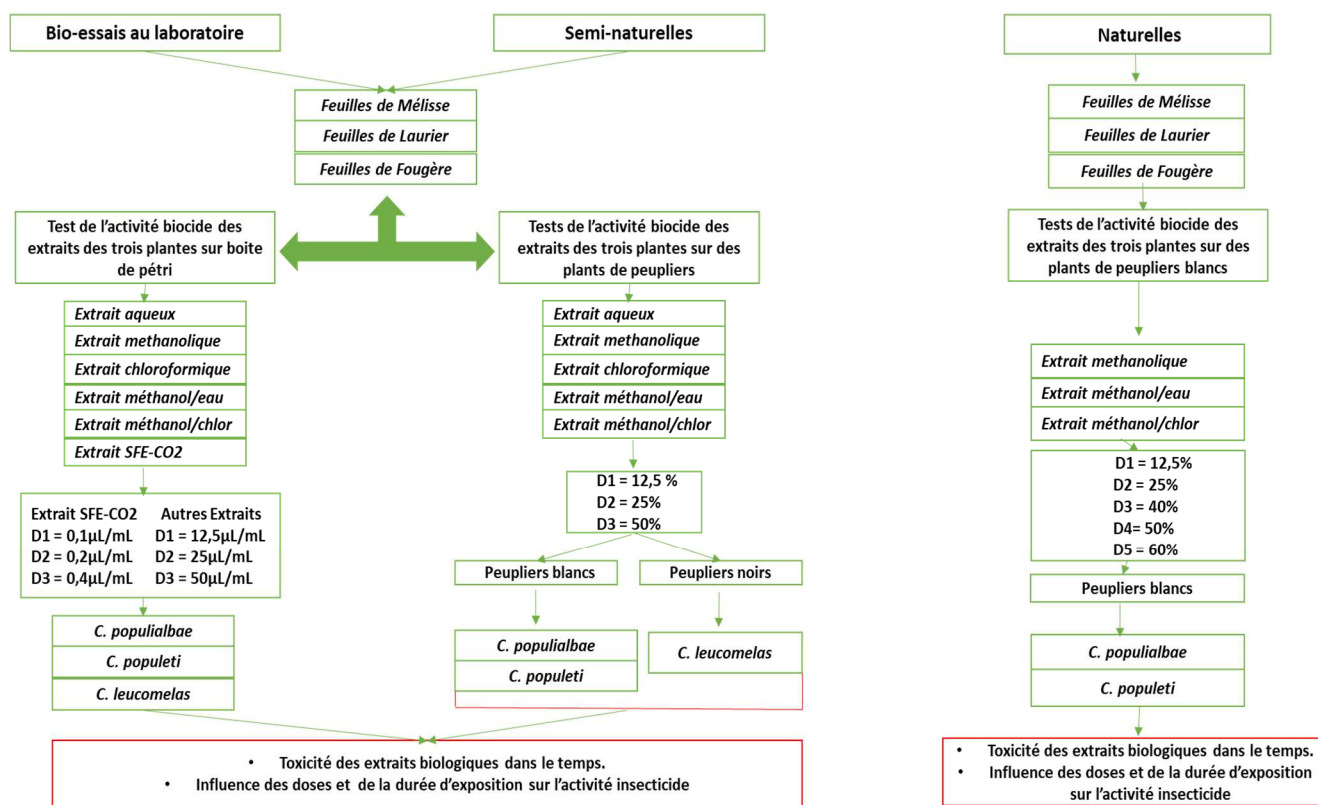 Bio-essais au laboratoire
Semi-naturelles
Feuilles de Mélisse
Feuilles de Laurier
Feuilles de Fougère
Test de l'activité biocide des
extraits des trois plantes sur boite
de pétri
Extrait aqueux
Extrait methanolique
Extrait chloroformique
Extrait méthanol/eau
Extrait méthanol/chlor
Extrait SFE-CO2
Extrait SFE-CO2 Autres Extraits
D1 = 0,1µL/mL D1 = 12,5µL/mL
D2 = 0,2µL/mL D2 = 25µL/mL
D3 = 0,4µL/mL D3 = 50µL/mL
C. populialbae
C. populeti
C. leucomelas
Tests de l'activité biocide des
extraits des trois plantes sur des
plants de peupliers
Extrait aqueux
Extrait methanolique
Extrait chloroformique
Extrait méthanol/eau
Extrait méthanol/chlor
D1 = 12,5 %
D2 = 25%
D3 = 50%
Peupliers blancs
Peupliers noirs
C. populialbae
C. populeti
C. leucomelas
• Toxicité des extraits biologiques dans le temps.
• Influence des doses et de la durée d'exposition sur l'activité insecticide
Naturelles
Feuilles de Mélisse
Feuilles de Laurier
Feuilles de Fougère
Tests de l'activité biocide des
extraits des trois plantes sur des
plants de peupliers blancs
Extrait methanolique
Extrait méthanol/eau
Extrait méthanol/chlor
D1 = 12,5%
D2 = 25%
D3 = 40%
D4= 50%
D5 = 60%
Peupliers blancs
C. populialbae
C. populeti
• Toxicité des extraits biologiques dans le temps.
• Influence des doses et de la durée d'exposition
sur l'activité insecticide